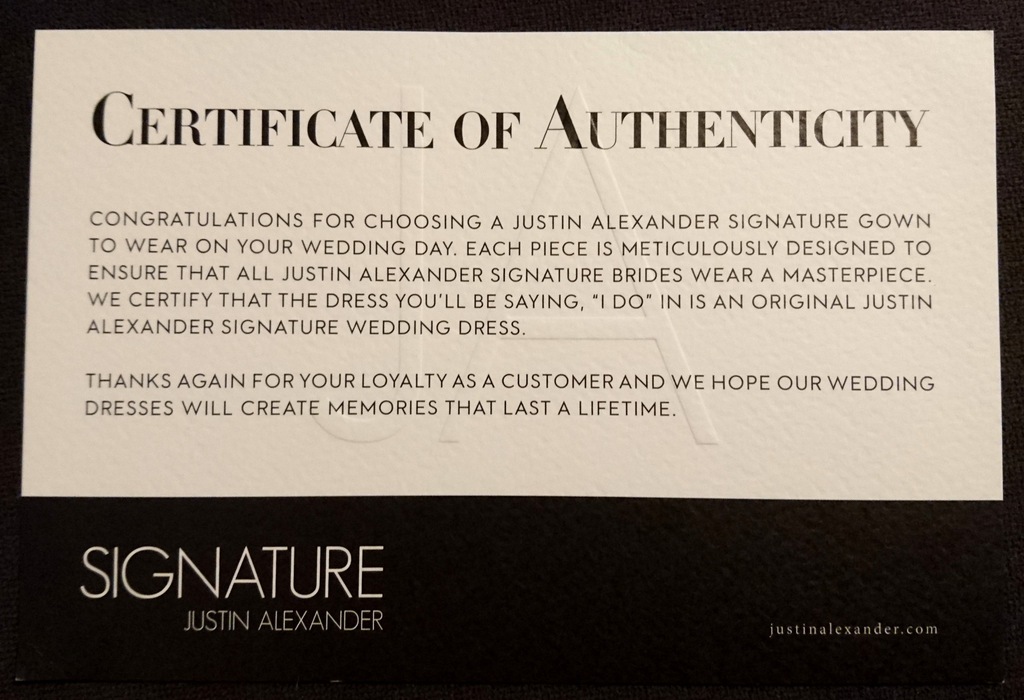 CERTIFICATE OF AUTHENTICITY
CONGRATULATIONS FOR CHOOSING A JUSTIN ALEXANDER SIGNATURE GOWN
TO WEAR ON YOUR WEDDING DAY. EACH PIECE IS METICULOUSLY DESIGNED TO
ENSURE THAT ALL JUSTIN ALEXANDER SIGNATURE BRIDES WEAR A MASTERPIECE.
WE CERTIFY THAT THE DRESS YOU'LL BE SAYING, “I DO” IN IS AN ORIGINAL JUSTIN
ALEXANDER SIGNATURE WEDDING DRESS.
THANKS AGAIN FOR YOUR LOYALTY AS A CUSTOMER AND WE HOPE OUR WEDDING
DRESSES WILL CREATE MEMORIES THAT LAST A LIFETIME.
JA
SIGNATURE
JUSTIN ALEXANDER
justinalexander.com